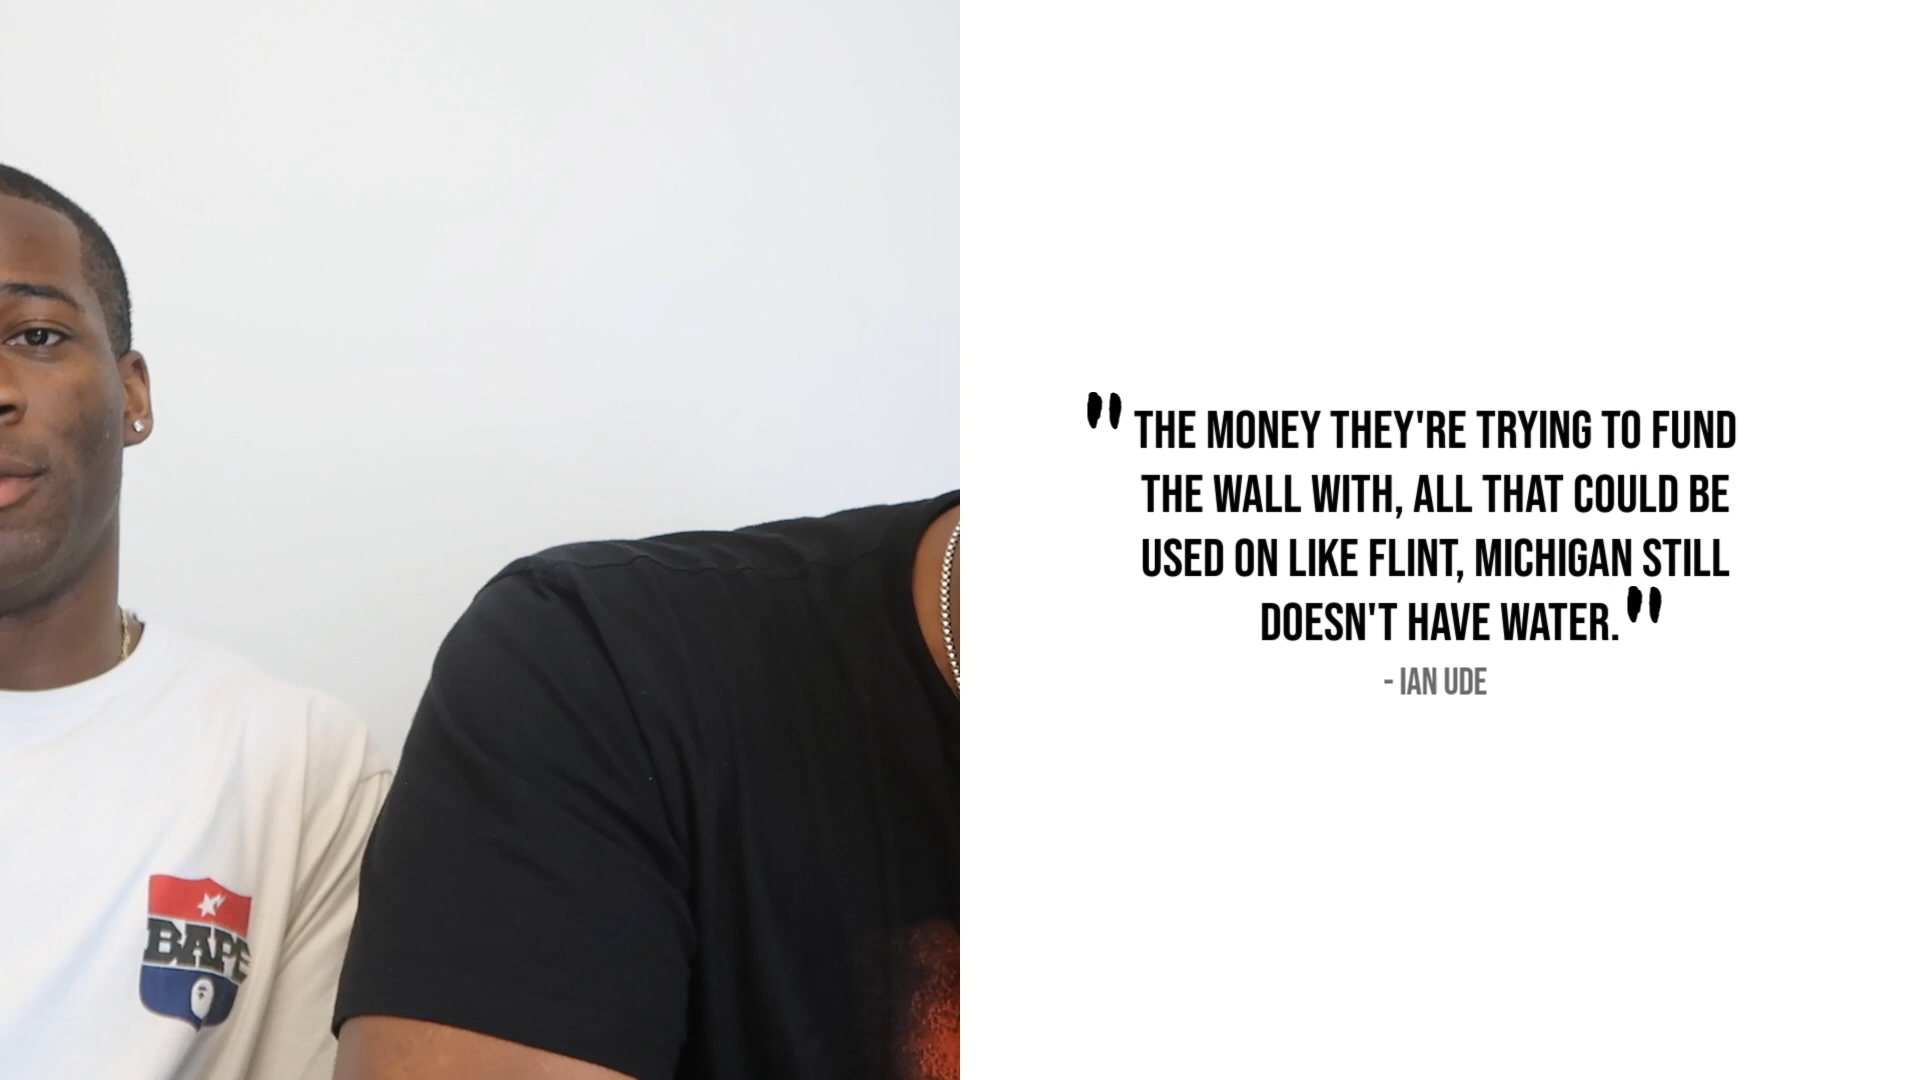 " THE MONEY THEY'RE TRYING TO FUND
THE WALL WITH, ALL THAT COULD BE
USED ON LIKE FLINT, MICHIGAN STILL
DOESN'T HAVE WATER."
- IAN UDE
BAPE